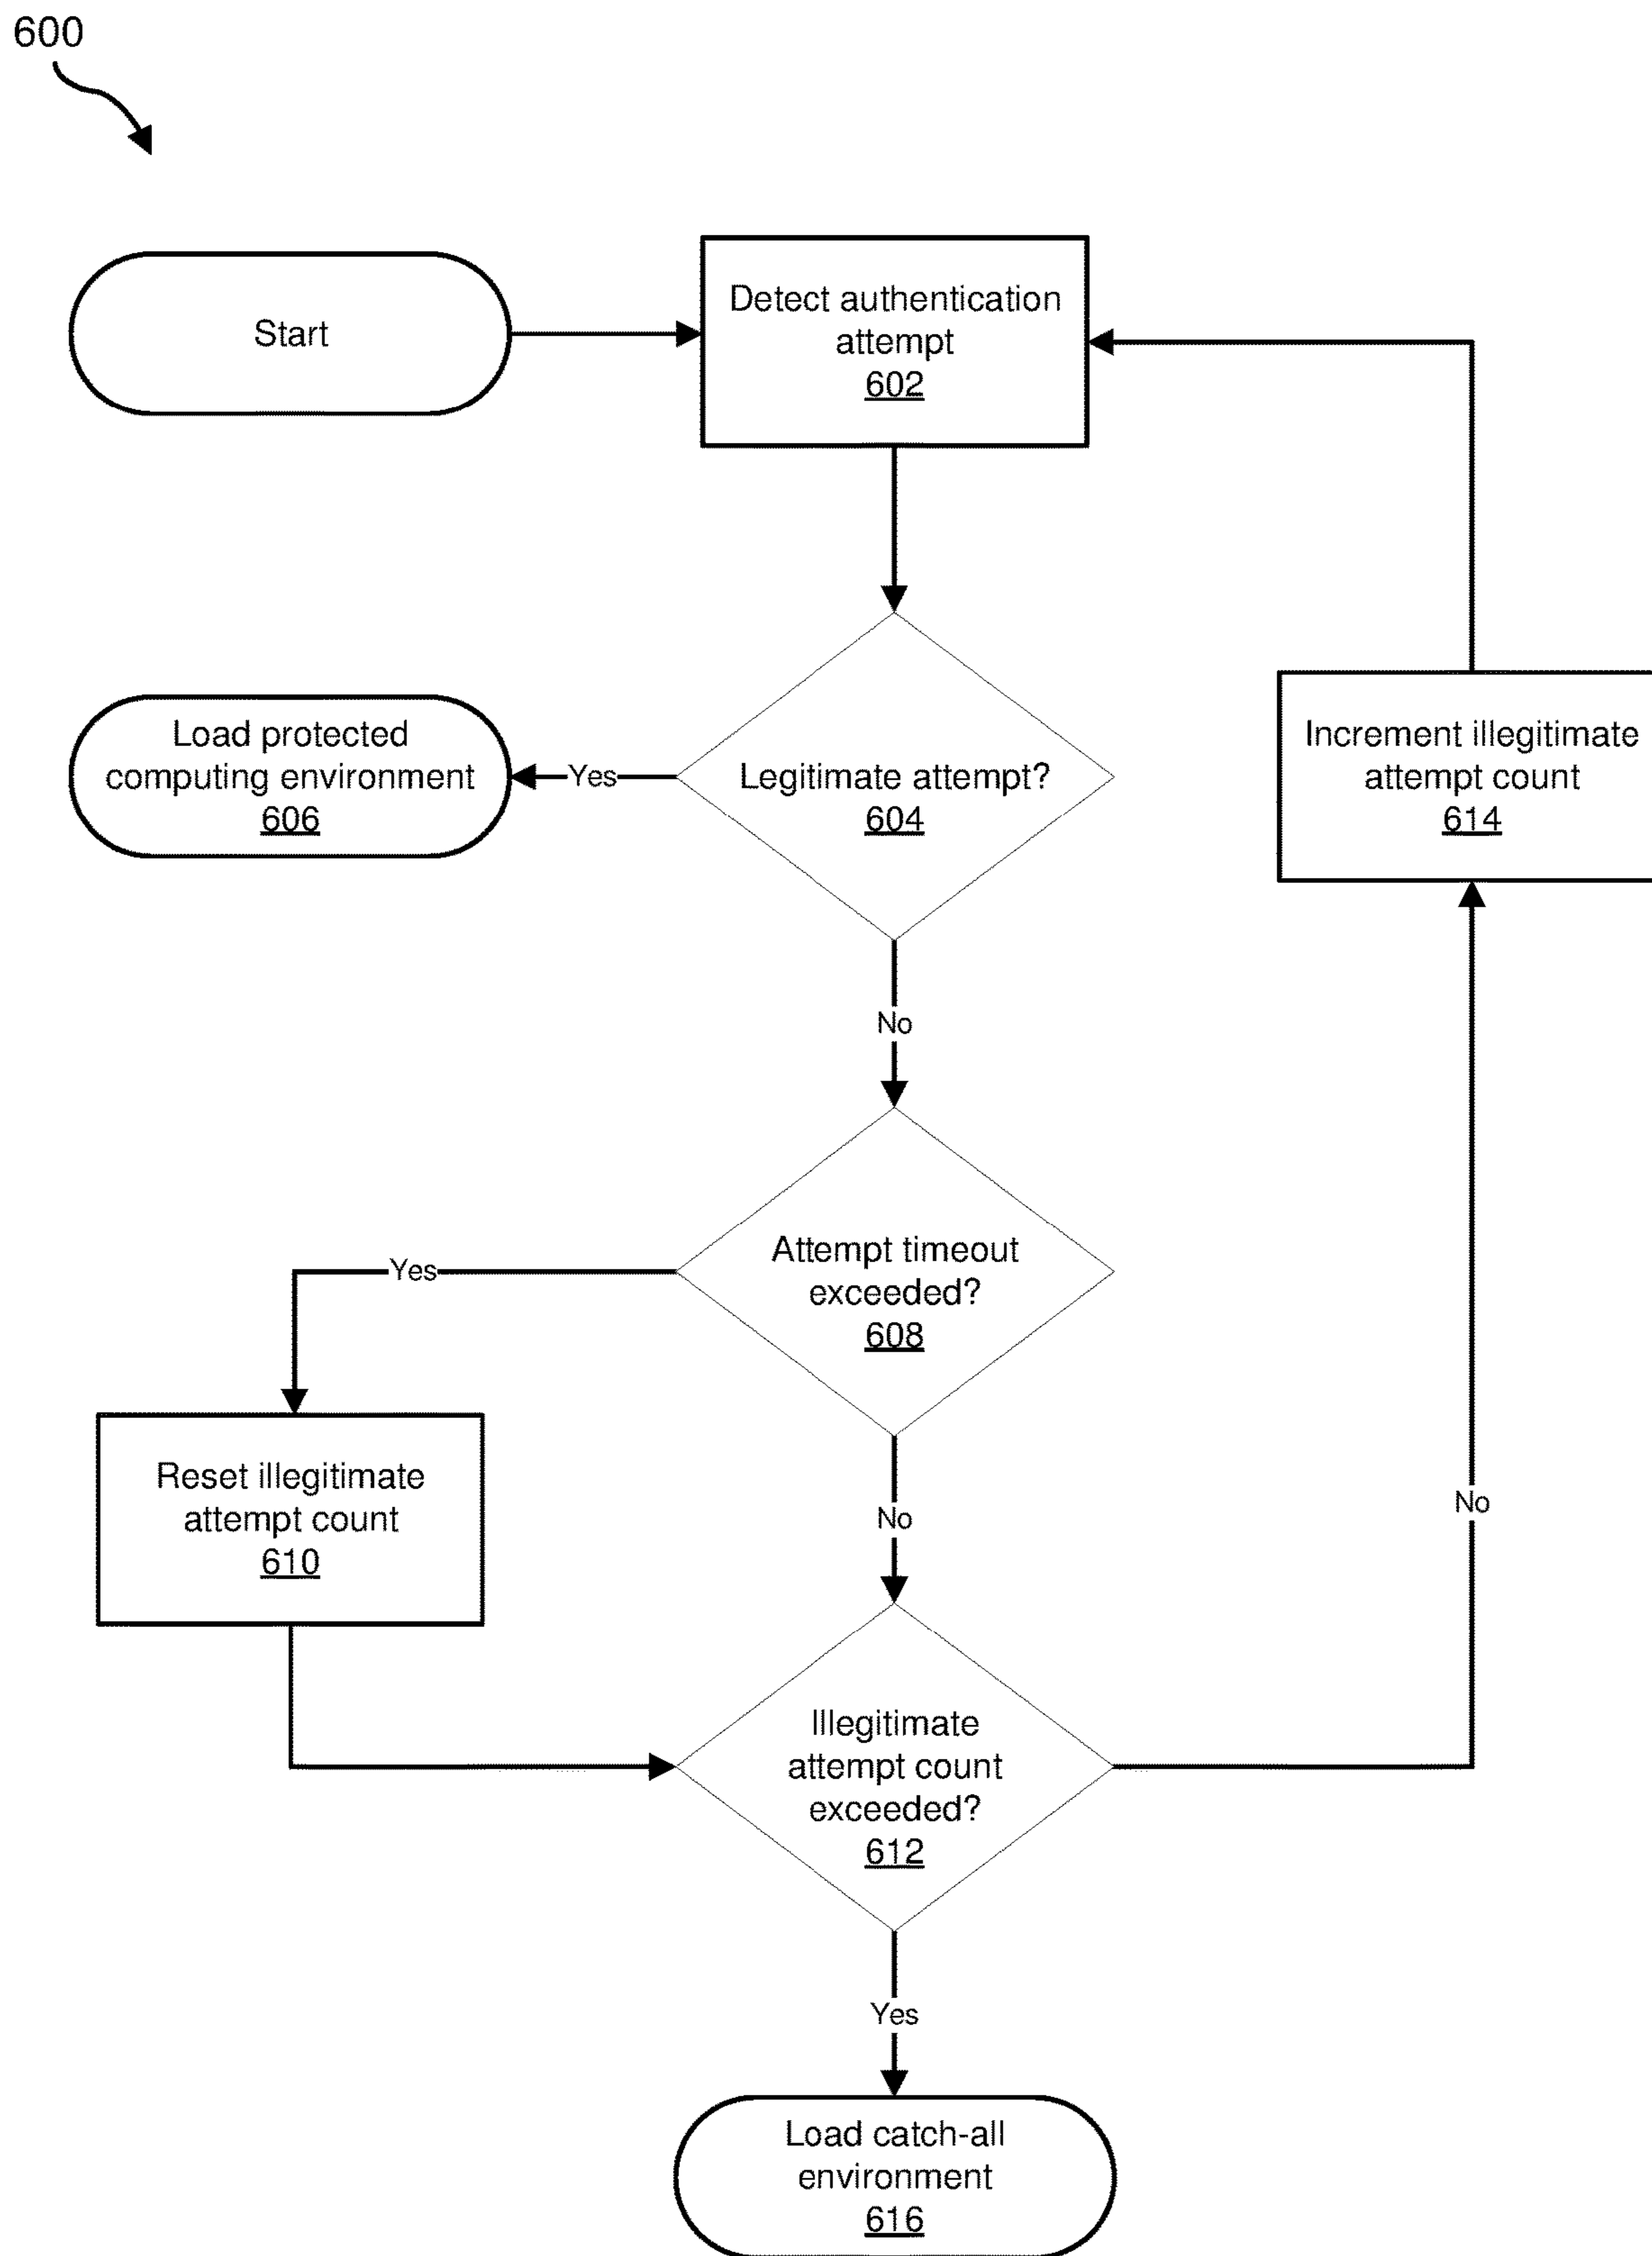 600
Start
Detect authentication
attempt
602
Load protected
computing environment
606
Yes
Legitimate attempt?
604
Increment illegitimate
attempt count
614
No
Yes
Attempt timeout
exceeded?
608
Reset illegitimate
attempt count
610
No
No
Illegitimate
attempt count
exceeded?
612
Yes
Load catch-all
environment
616